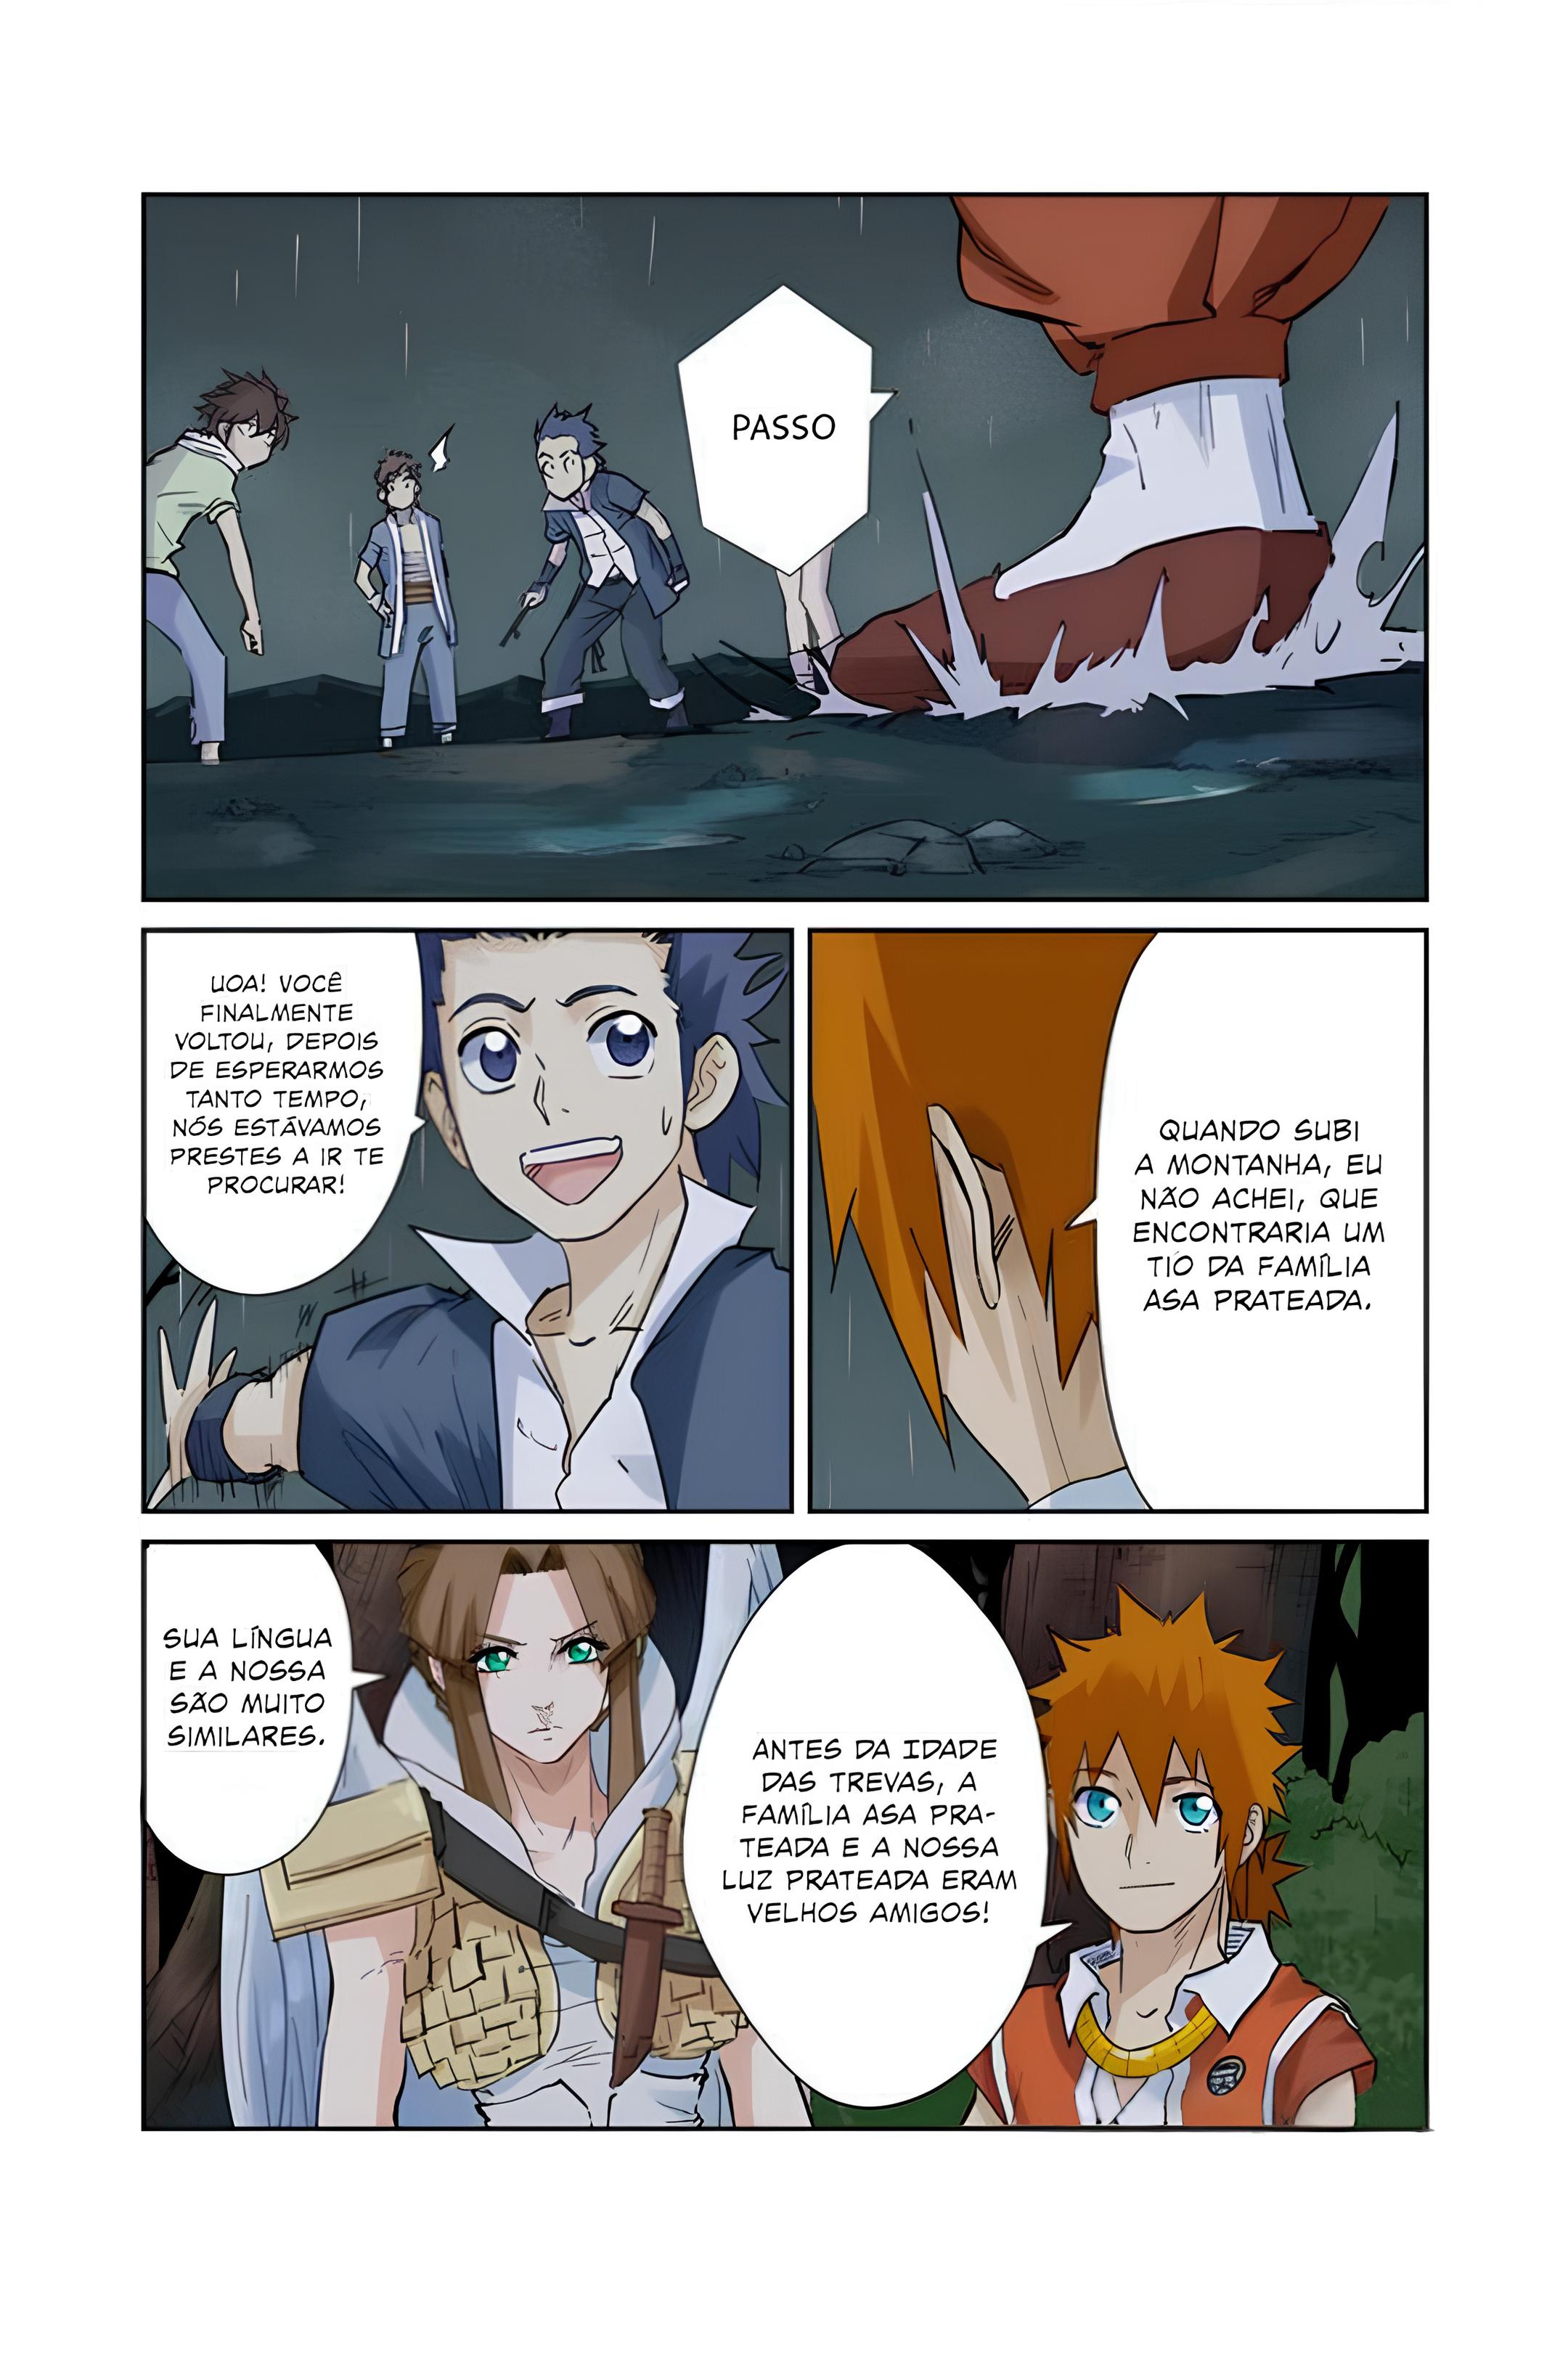 PASSO
UOA! VOCÊ
FINALMENTE
VOLTOU, DEPOIS
DE ESPERARMOS
TANTO TEMPO,
NÓS ESTÁVAMOS
PRESTES A IR TE
PROCURAR!
QUANDO SUBI
A MONTANHA, EU
NÃO ACHEI, QUE
ENCONTRARIA UM
TIO DA FAMÍLIA
ASA PRATEADA.
SUA LÍNGUA
E A NOSSA
SÃO MUITO
SIMILARES.
ANTES DA IDADE
DAS TREVAS, A
FAMÍLIA ASA PRA-
TEADA E A NOSSA
LUZ PRATEADA ERAM
VELHOS AMIGOS!